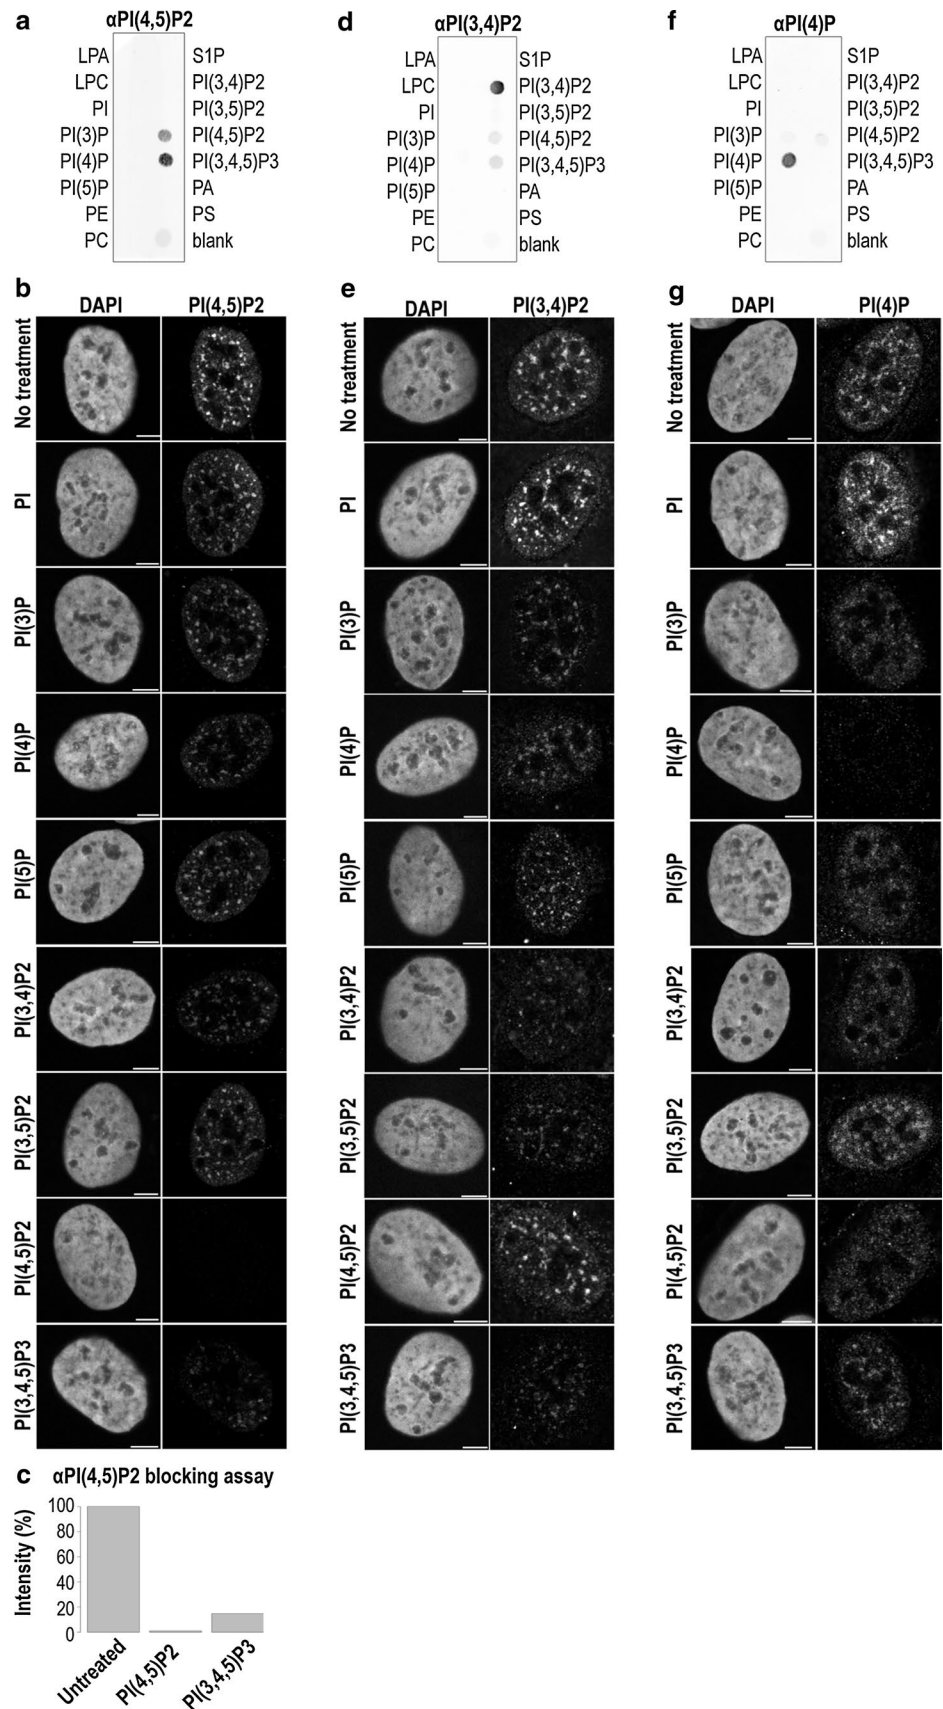 a
αPI(4,5)P2
LPA S1P
LPC PI(3,4)P2
PI PI(3,5)P2
PI(3)P PI(4,5)P2
PI(4)P PI(3,4,5)P3
PI(5)P PA
PE PS
PC blank
d
αPI(3,4)P2
LPA S1P
LPC PI(3,4)P2
PI PI(3,5)P2
PI(3)P PI(4,5)P2
PI(4)P PI(3,4,5)P3
PI(5)P PA
PE PS
PC blank
f
αPI(4)P
LPA S1P
LPC PI(3,4)P2
PI PI(3,5)P2
PI(3)P PI(4,5)P2
PI(4)P PI(3,4,5)P3
PI(5)P PA
PE PS
PC blank
b
DAPI PI(4,5)P2
No treatment
PI
PI(3)P
PI(4)P
PI(5)P
PI(3,4)P2
PI(3,5)P2
PI(4,5)P2
PI(3,4,5)P3
e
DAPI PI(3,4)P2
No treatment
PI
PI(3)P
PI(4)P
PI(5)P
PI(3,4)P2
PI(3,5)P2
PI(4,5)P2
PI(3,4,5)P3
g
DAPI PI(4)P
No treatment
PI
PI(3)P
PI(4)P
PI(5)P
PI(3,4)P2
PI(3,5)P2
PI(4,5)P2
PI(3,4,5)P3
c
αPI(4,5)P2 blocking assay
Intensity (%)
100
80
60
40
20
0
Untreated
PI(4,5)P2
PI(3,4,5)P3